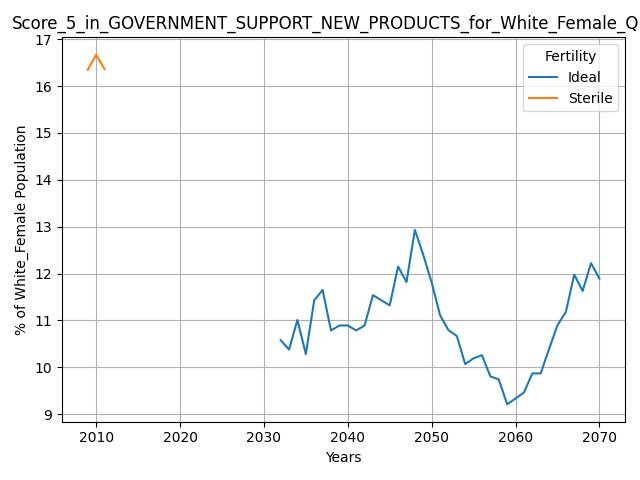 Score_5_in_GOVERNMENT_SUPPORT_NEW_PRODUCTS_for_White_Female_Q
17
16
15
14
13
12
11
10
9
% of White_Female Population
Fertility
Ideal
Sterile
2010 2020 2030 2040 2050 2060 2070
Years